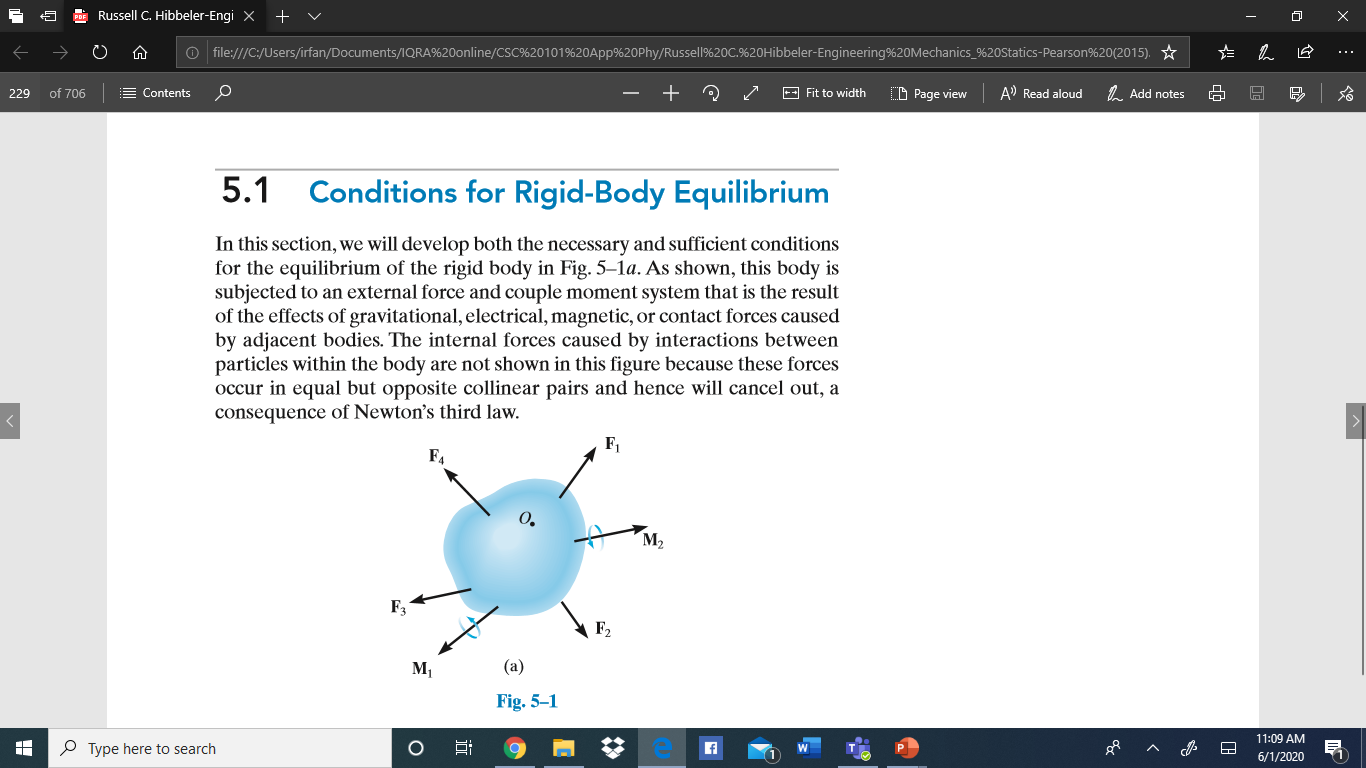 Russell C. Hibbeler-Engi
file:///C:/Users/irfan/Documents/IQRA%20online/CSC%20101%20App%20Phy/Russell%20C.%20Hibbeler-Engineering%20Mechanics_%20Statics-Pearson%20(2015).
229 of 706 Contents Fit to width Page view Read aloud Add notes
5.1 Conditions for Rigid-Body Equilibrium
In this section, we will develop both the necessary and sufficient conditions
for the equilibrium of the rigid body in Fig. 5–1a. As shown, this body is
subjected to an external force and couple moment system that is the result
of the effects of gravitational, electrical, magnetic, or contact forces caused
by adjacent bodies. The internal forces caused by interactions between
particles within the body are not shown in this figure because these forces
occur in equal but opposite collinear pairs and hence will cancel out, a
consequence of Newton's third law.
F₁
F₄
O
M₂
F₃
F₂
M₁
(a)
Fig. 5–1
Type here to search
11:09 AM
6/1/2020